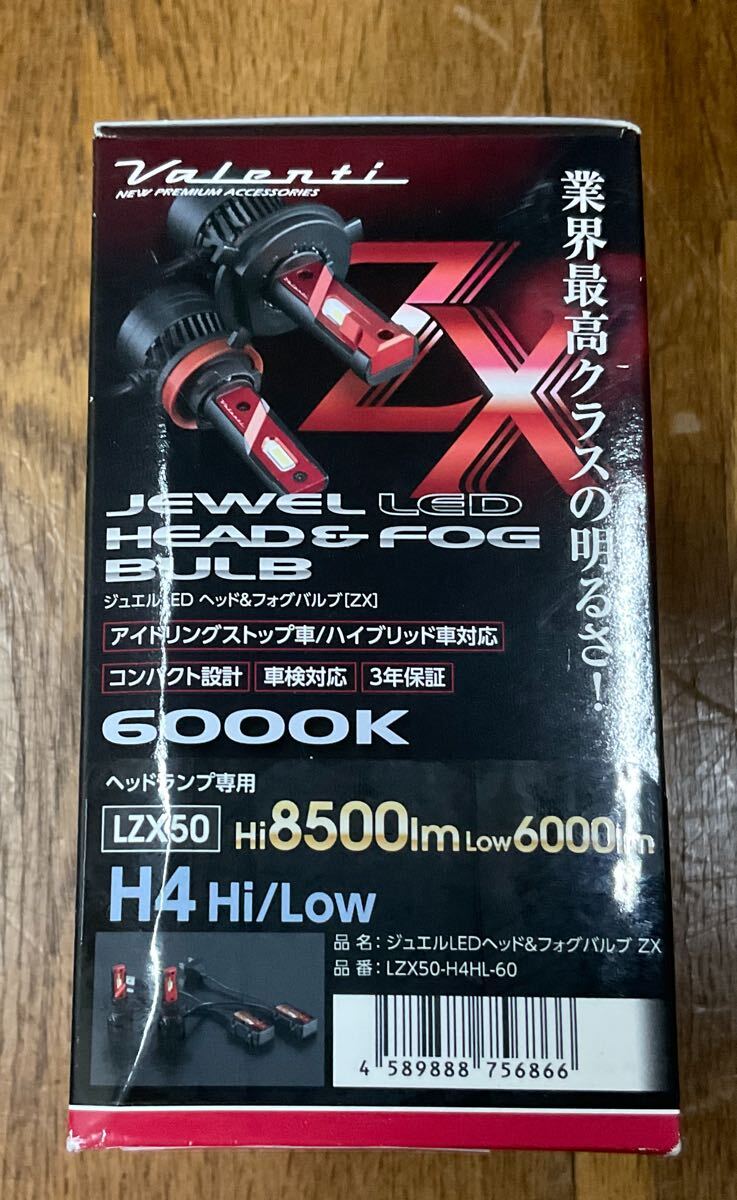 Valenti
NEW PREMIUM ACCESSORIES
業界最高クラスの明るさ!
ZX
JEWEL LED
HEAD & FOG
BULB
ジュエルLED ヘッド&フォグバルブ[ZX]
アイドリングストップ車/ハイブリッド車対応
コンパクト設計 車検対応 3年保証
6000K
ヘッドランプ専用
LZX50 Hi8500lm Low6000lm
H4 Hi/Low
品 名:ジュエルLEDヘッド&フォグバルブ ZX
品 番:LZX50-H4HL-60
4 589888 756866